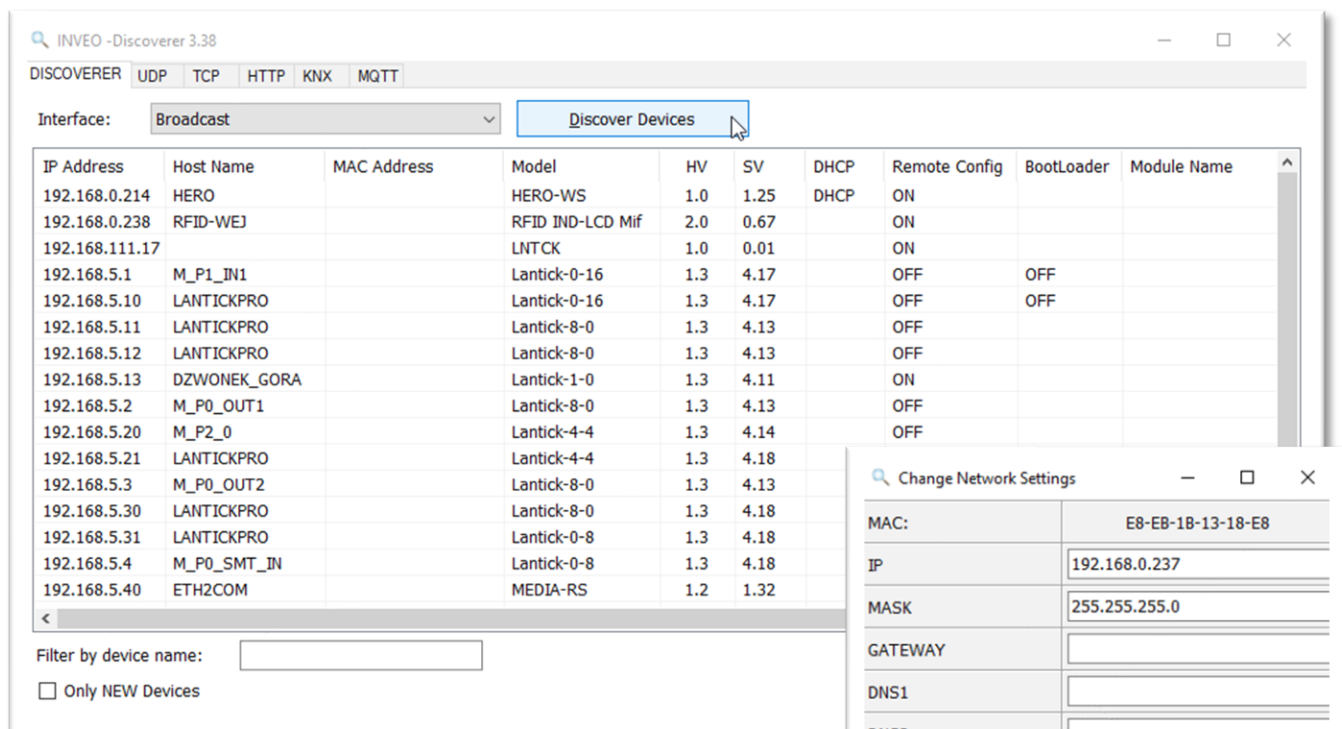 INVEO -Discoverer 3.38
DISCOVERER UDP TCP HTTP KNX MQTT
Interface: Broadcast Discover Devices
IP Address Host Name MAC Address Model HV SV DHCP Remote Config BootLoader Module Name
192.168.0.214 HERO HERO-WS 1.0 1.25 DHCP ON
192.168.0.238 RFID-WEJ RFID IND-LCD Mif 2.0 0.67 ON
192.168.111.17 LNTCK 1.0 0.01 ON
192.168.5.1 M_P1_IN1 Lantick-0-16 1.3 4.17 OFF OFF
192.168.5.10 LANTICKPRO Lantick-0-16 1.3 4.17 OFF OFF
192.168.5.11 LANTICKPRO Lantick-8-0 1.3 4.13 OFF
192.168.5.12 LANTICKPRO Lantick-8-0 1.3 4.13 OFF
192.168.5.13 DZWONEK_GORA Lantick-1-0 1.3 4.11 ON
192.168.5.2 M_P0_OUT1 Lantick-8-0 1.3 4.13 OFF
192.168.5.20 M_P2_0 Lantick-4-4 1.3 4.14 OFF
192.168.5.21 LANTICKPRO Lantick-4-4 1.3 4.18
192.168.5.3 M_P0_OUT2 Lantick-8-0 1.3 4.13
192.168.5.30 LANTICKPRO Lantick-8-0 1.3 4.18
192.168.5.31 LANTICKPRO Lantick-0-8 1.3 4.18
192.168.5.4 M_P0_SMT_IN Lantick-0-8 1.3 4.18
192.168.5.40 ETH2COM MEDIA-RS 1.2 1.32
Filter by device name:
Only NEW Devices
Change Network Settings
MAC: E8-EB-1B-13-18-E8
IP 192.168.0.237
MASK 255.255.255.0
GATEWAY
DNS1